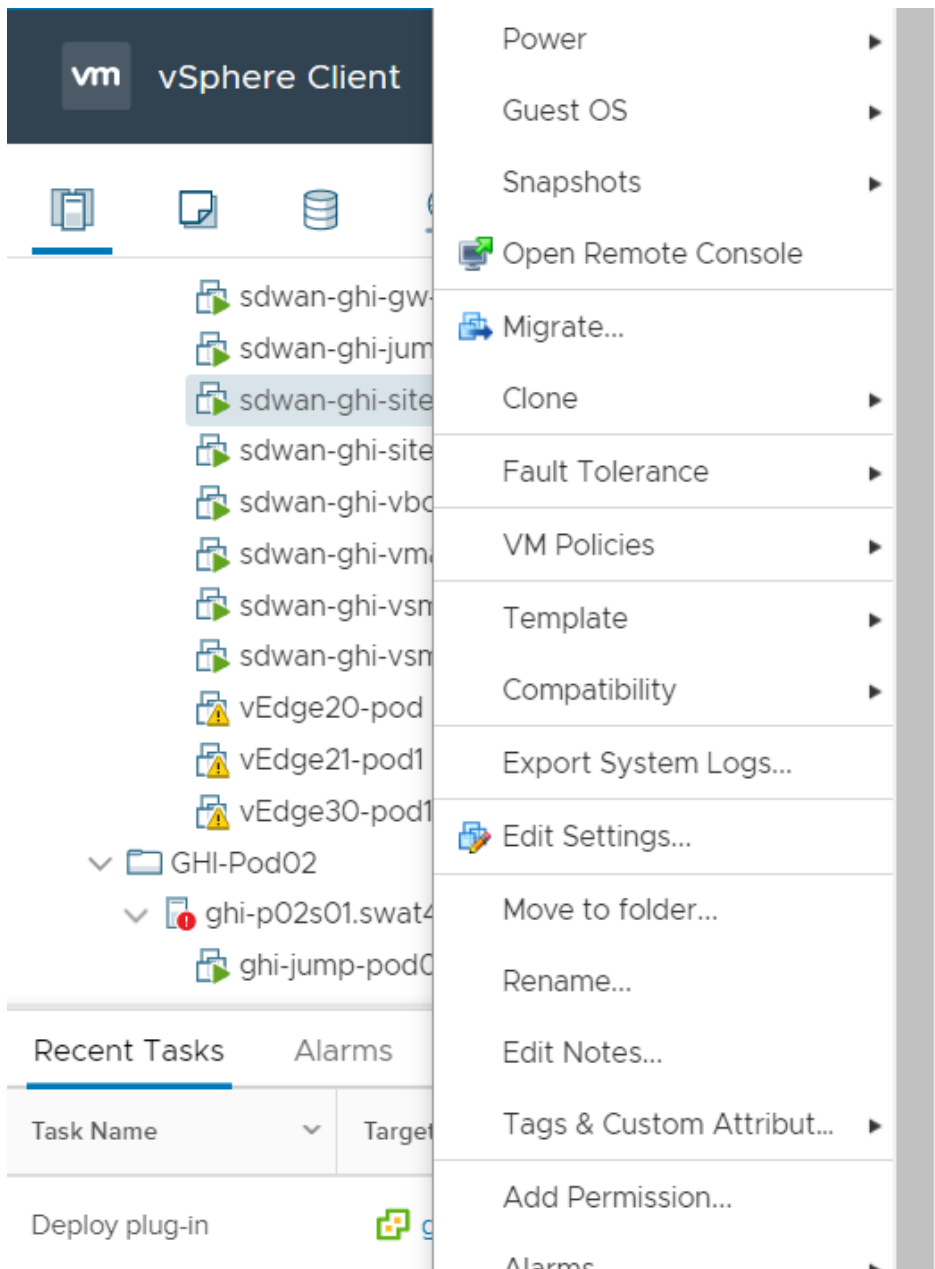 vm vSphere Client
sdwan-ghi-gw-
sdwan-ghi-jum
sdwan-ghi-site
sdwan-ghi-site
sdwan-ghi-vbo
sdwan-ghi-vma
sdwan-ghi-vsm
sdwan-ghi-vsm
vEdge20-pod
vEdge21-pod1
vEdge30-pod1
GHI-Pod02
ghi-p02s01.swat4
ghi-jump-pod0
Recent Tasks Alarms
Task Name Target
Deploy plug-in g
Power
Guest OS
Snapshots
Open Remote Console
Migrate...
Clone
Fault Tolerance
VM Policies
Template
Compatibility
Export System Logs...
Edit Settings...
Move to folder...
Rename...
Edit Notes...
Tags & Custom Attribut...
Add Permission...
Alarms